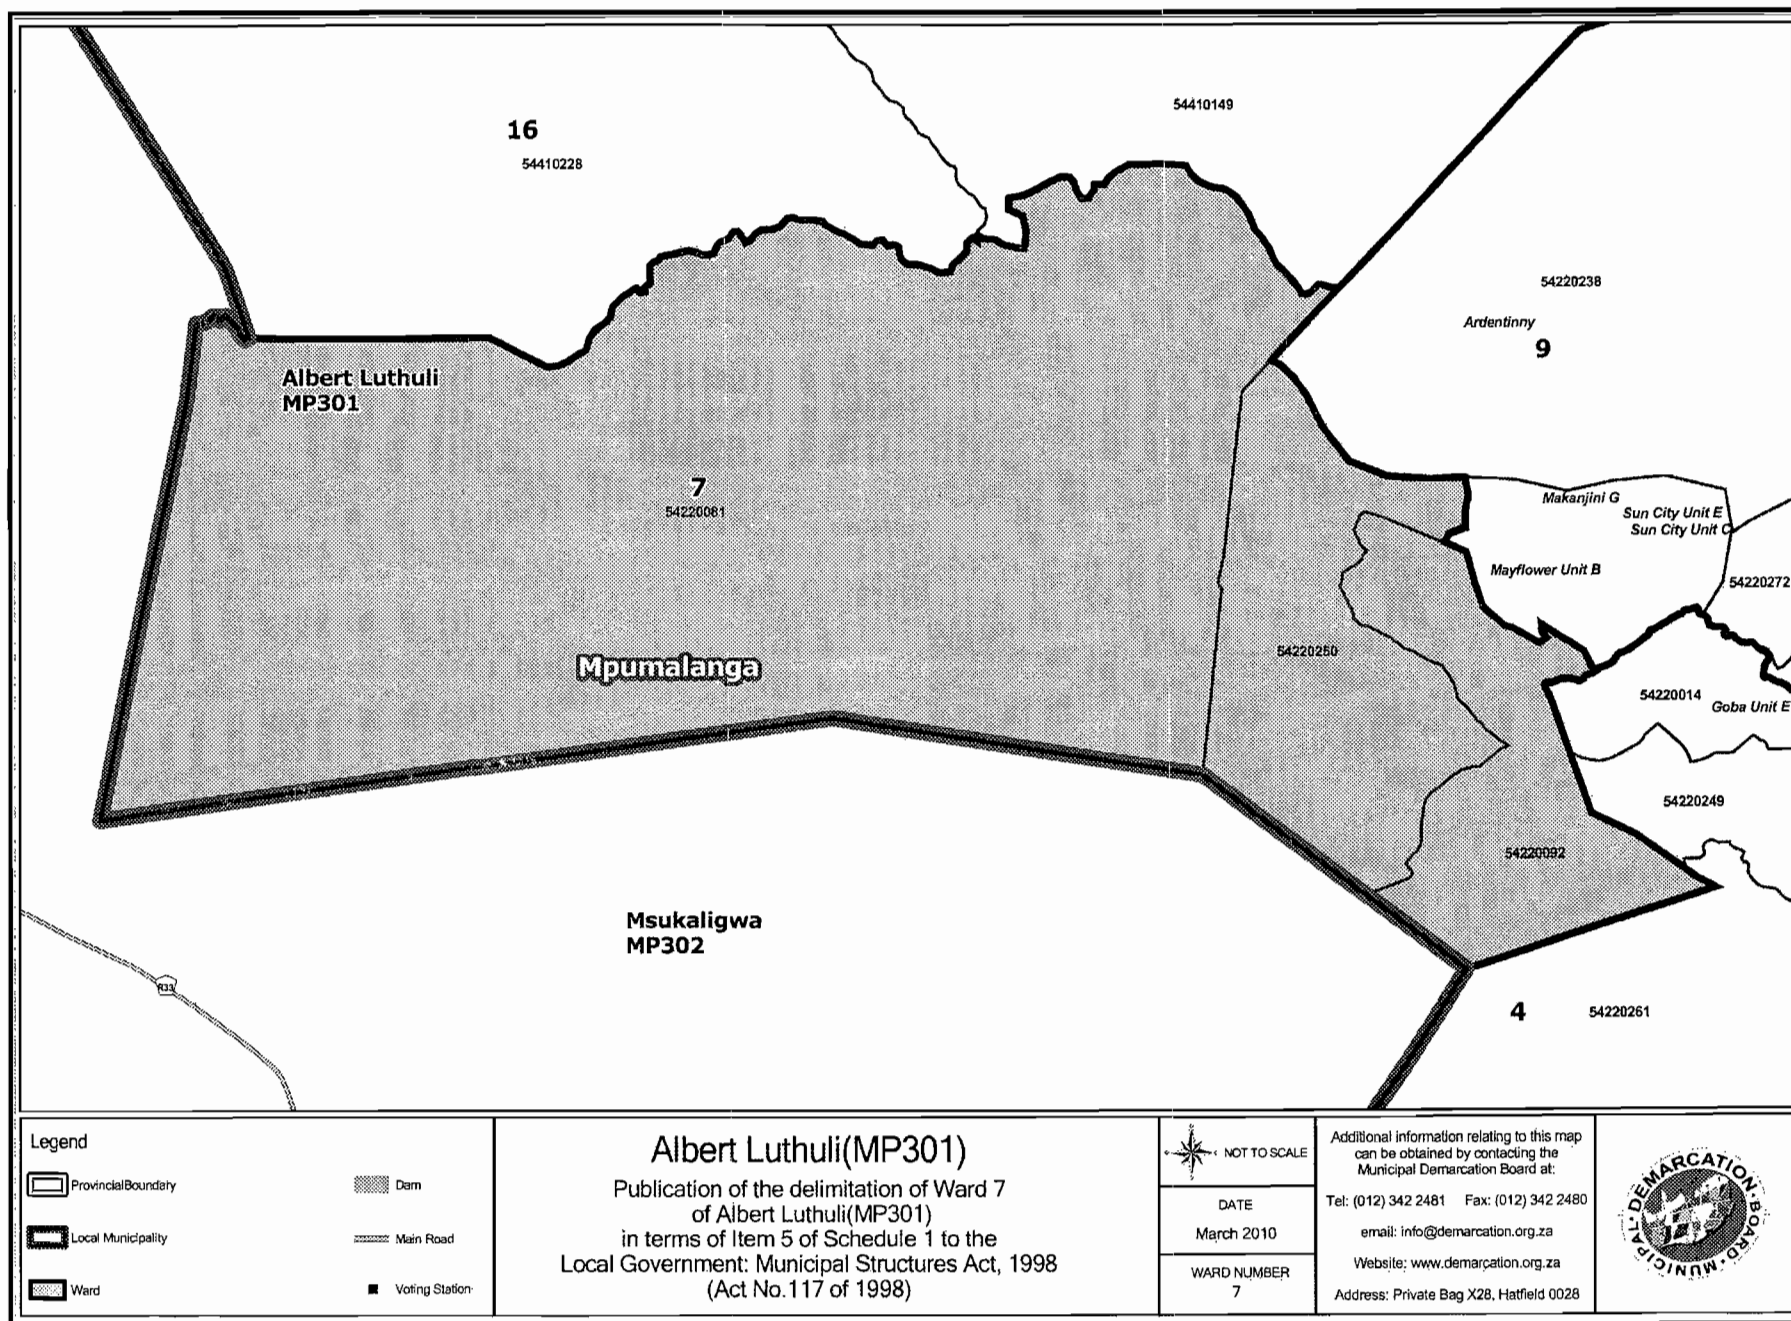 54410149
16
54410228
54220238
Ardentinny
9
Albert Luthuli
MP301
7
54220081
Makanjini G
Sun City Unit E
Sun City Unit C
Mayflower Unit B
54220272
54220250
Mpumalanga
54220014
Goba Unit E
54220249
54220092
Msukaligwa
MP302
R33
4
54220261
Legend
ProvincialBoundary
Local Municipality
Ward
Dam
Main Road
Voting Station
Albert Luthuli(MP301)
Publication of the delimitation of Ward 7
of Albert Luthuli(MP301)
in terms of Item 5 of Schedule 1 to the
Local Government: Municipal Structures Act, 1998
(Act No.117 of 1998)
NOT TO SCALE
DATE
March 2010
WARD NUMBER
7
Additional information relating to this map
can be obtained by contacting the
Municipal Demarcation Board at:
Tel: (012) 342 2481 Fax: (012) 342 2480
email: info@demarcation.org.za
Website: www.demarcation.org.za
Address: Private Bag X28, Hatfield 0028
MUNICIPAL DEMARCATION BOARD